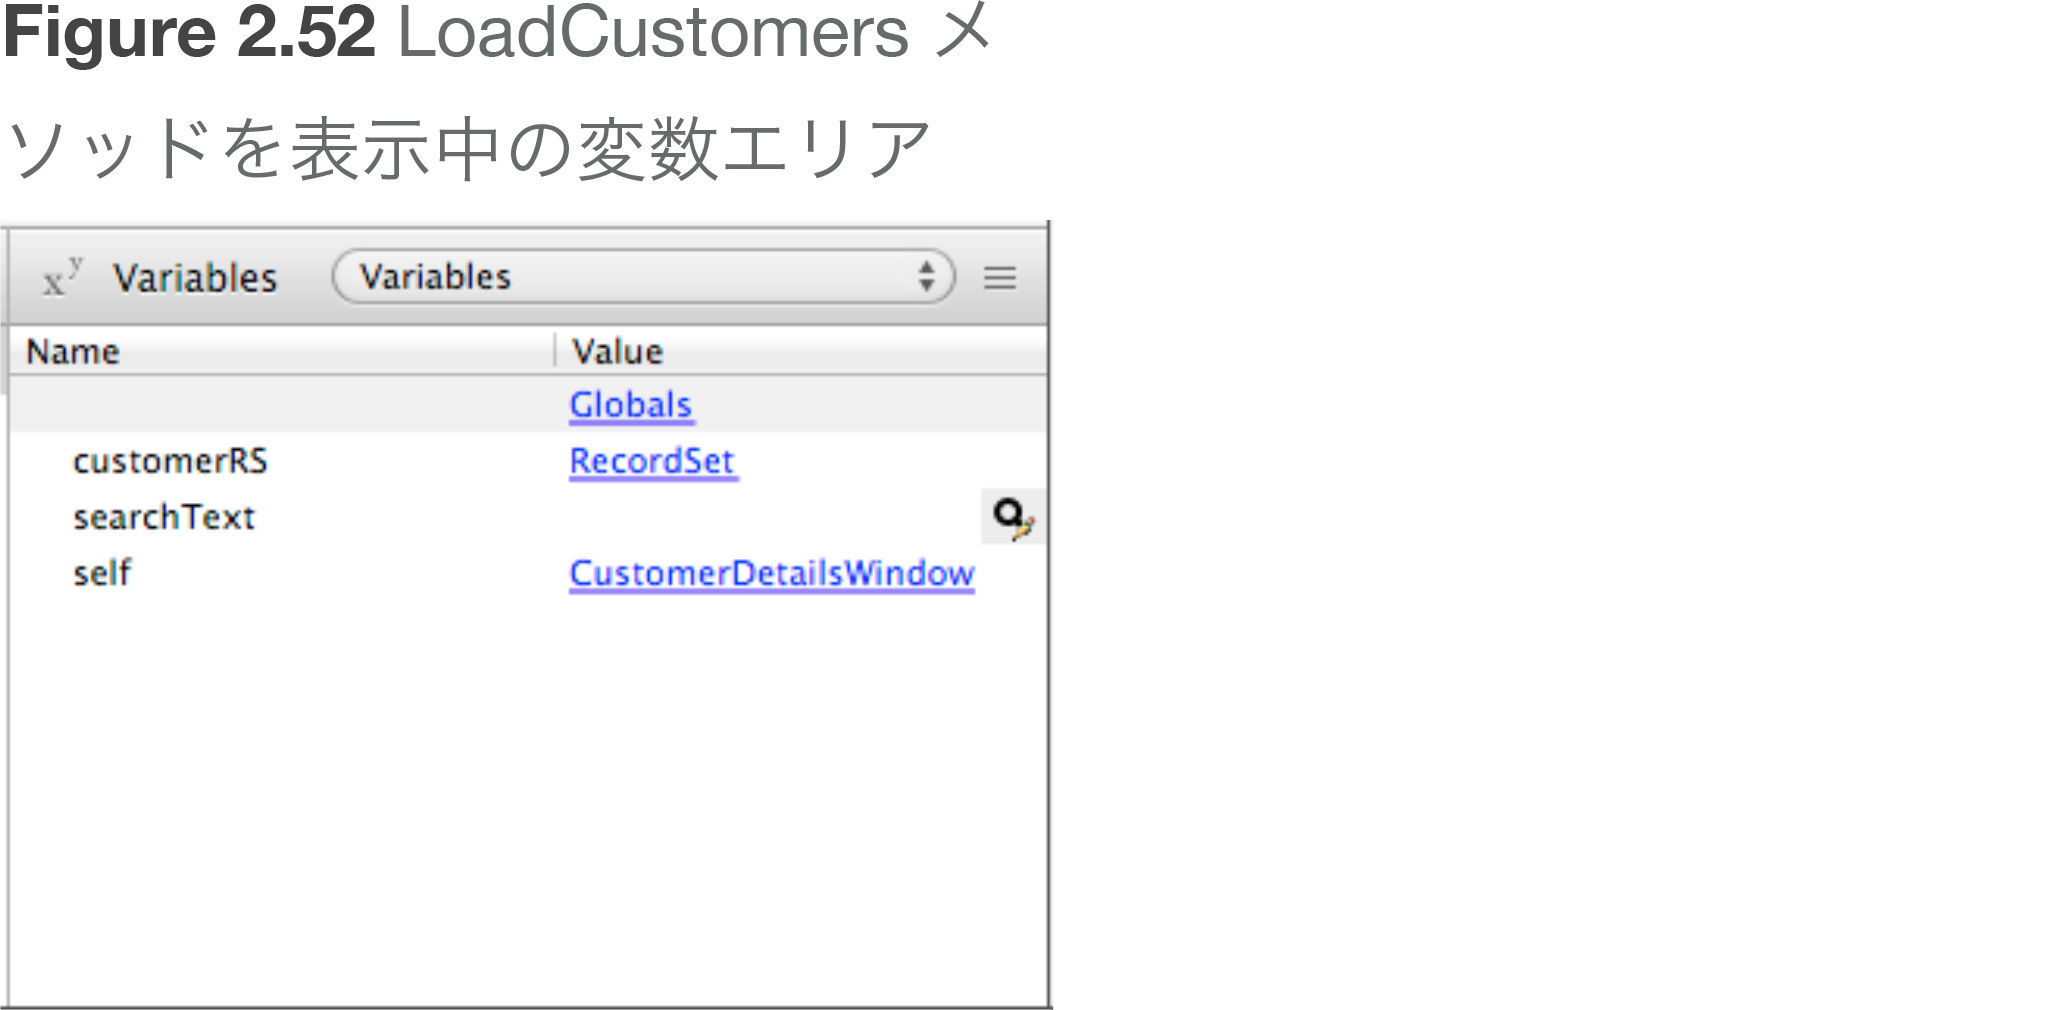 Figure 2.52 LoadCustomers メ
ソッドを表示中の変数エリア
xy Variables Variables
Name Value
Globals
customerRS RecordSet
searchText
self CustomerDetailsWindow